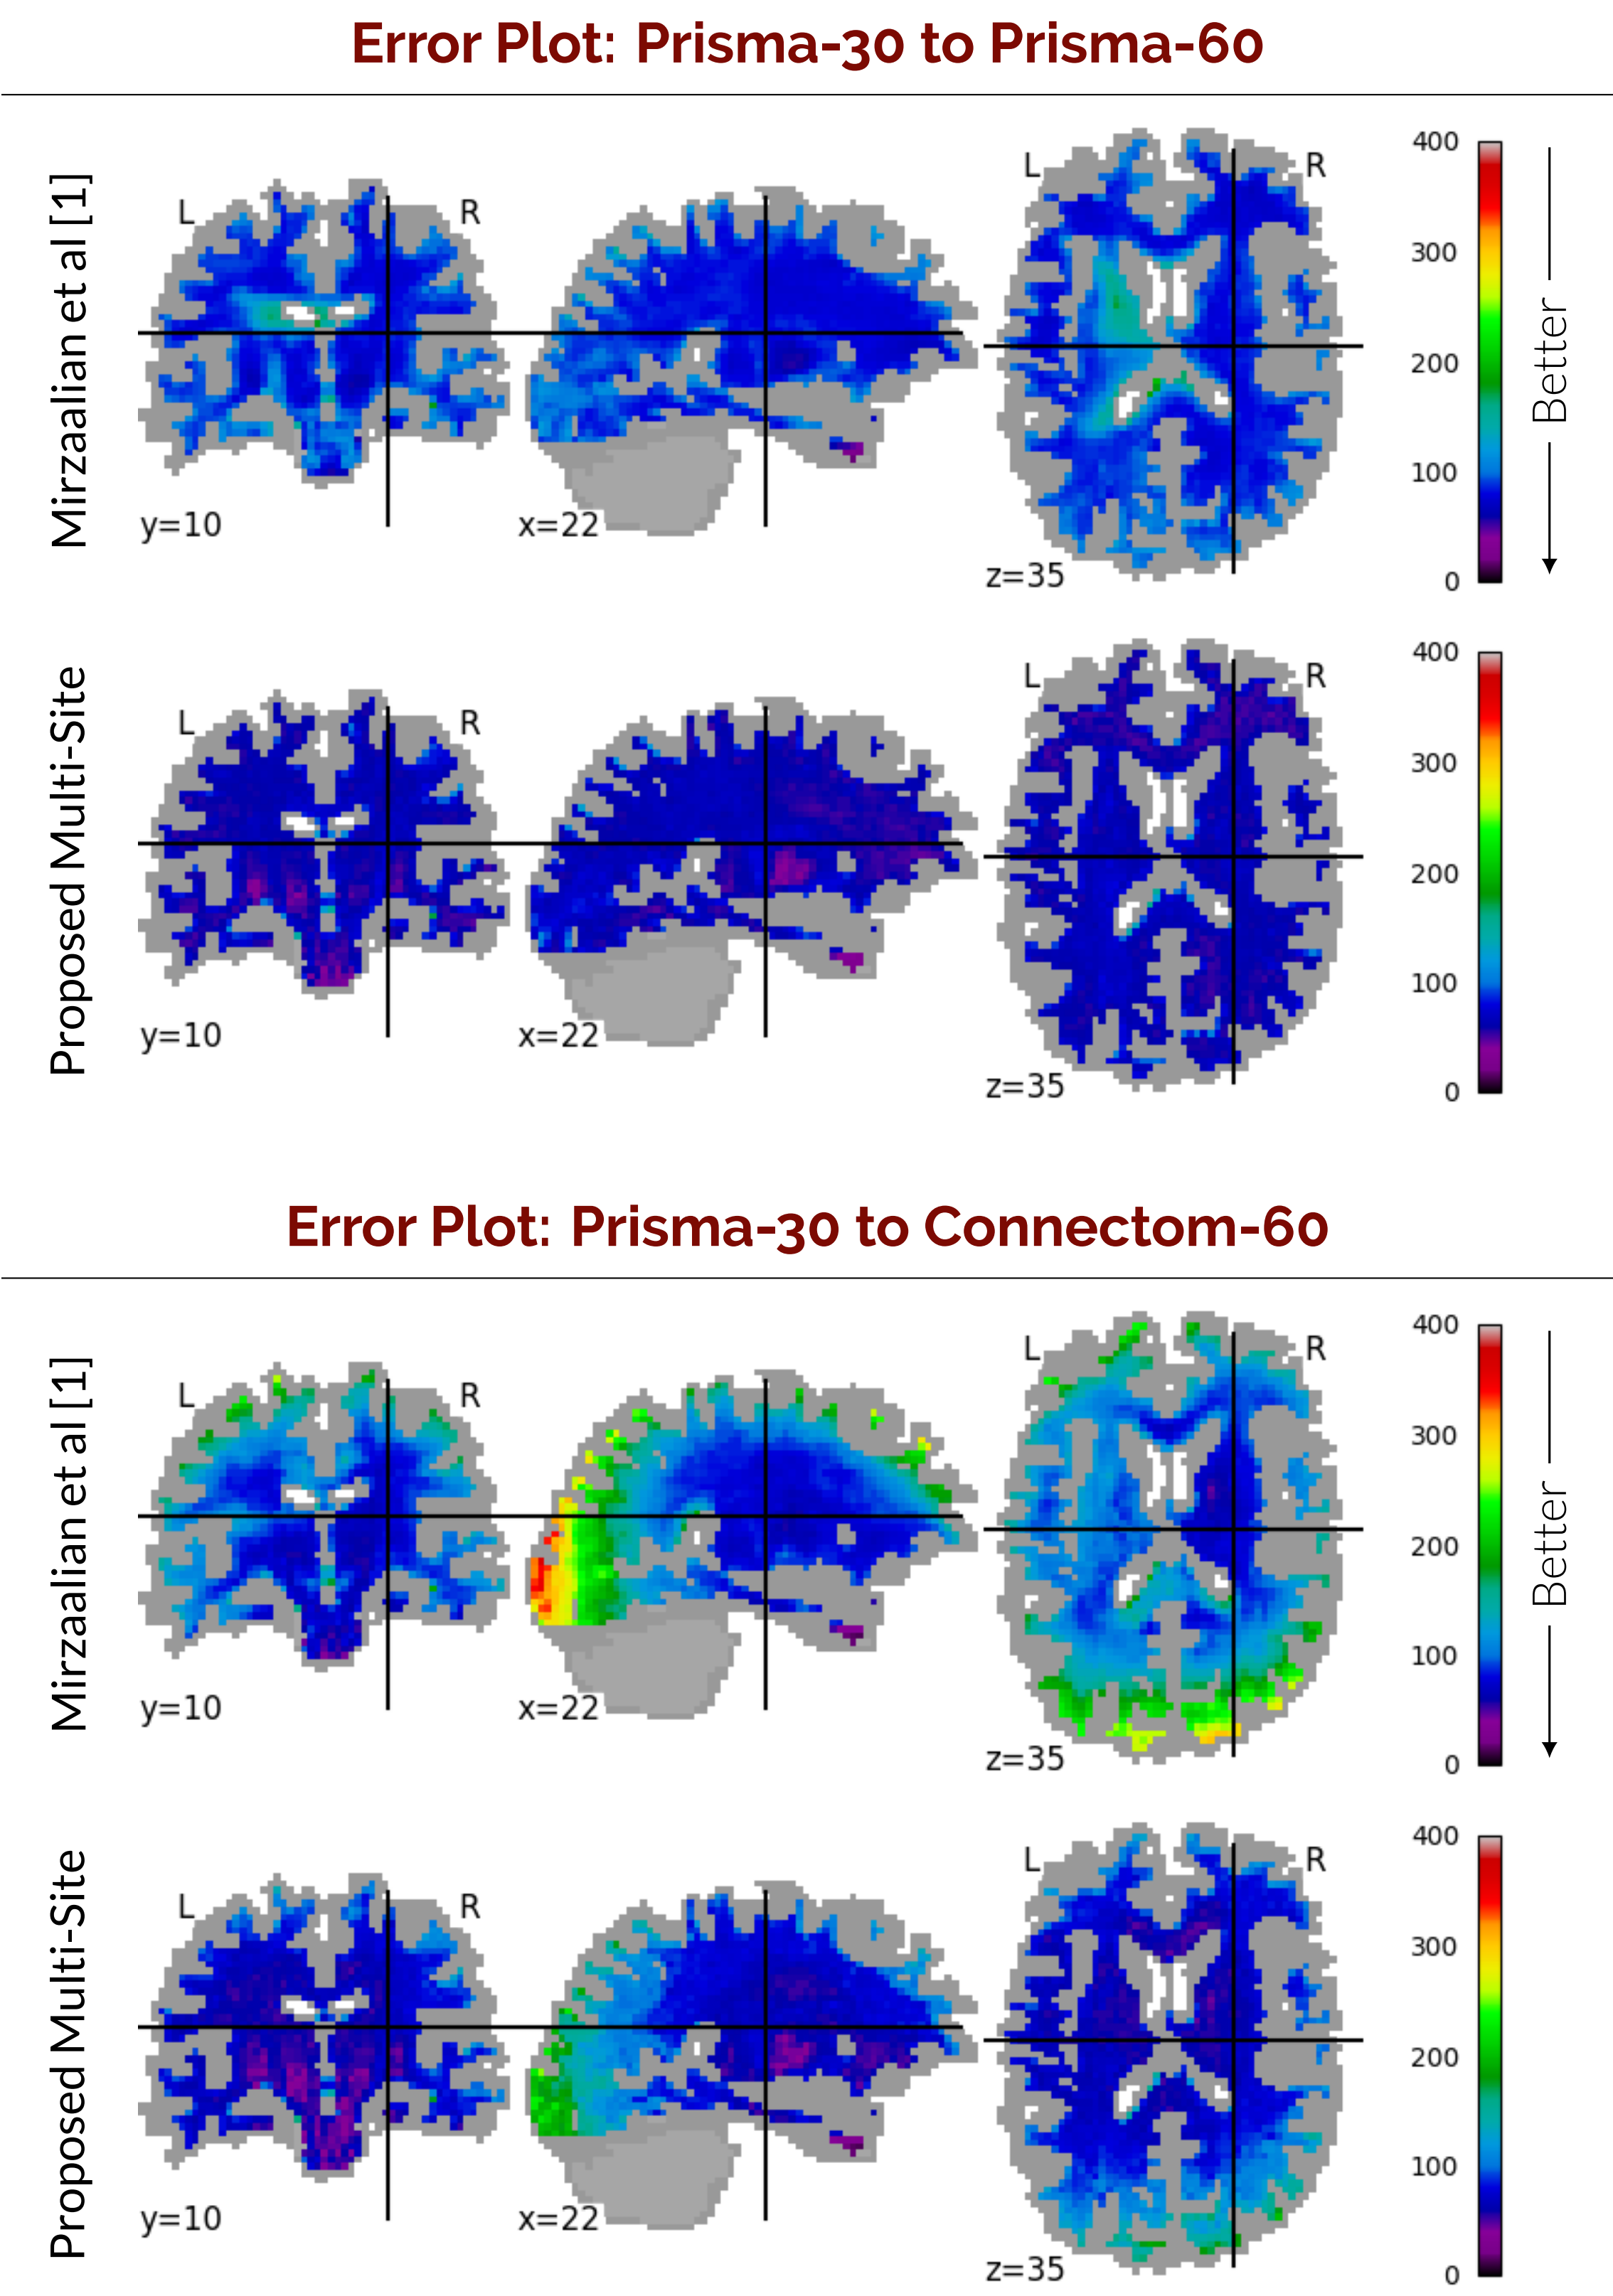 Error Plot: Prisma-30 to Prisma-60
Mirzaalian et al [1]
L R
y=10
x=22
L R
z=35
400
300
200
100
0
Better
Proposed Multi-Site
L R
y=10
x=22
L R
z=35
400
300
200
100
0
Error Plot: Prisma-30 to Connectom-60
Mirzaalian et al [1]
L R
y=10
x=22
L R
z=35
400
300
200
100
0
Better
Proposed Multi-Site
L R
y=10
x=22
L R
z=35
400
300
200
100
0